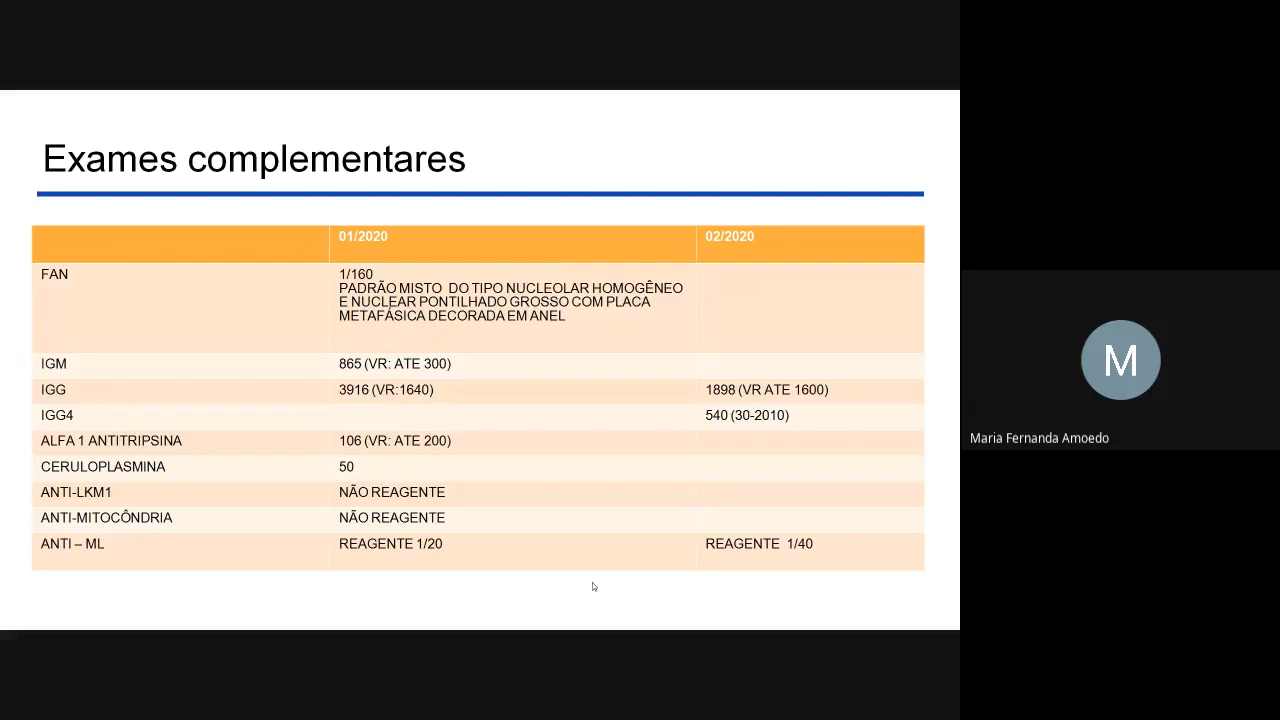 Exames complementares
01/2020 02/2020
FAN 1/160
PADRÃO MISTO DO TIPO NUCLEOLAR HOMOGÊNEO
E NUCLEAR PONTILHADO GROSSO COM PLACA
METAFÁSICA DECORADA EM ANEL
IGM 865 (VR: ATE 300)
IGG 3916 (VR:1640) 1898 (VR ATE 1600)
IGG4 540 (30-2010)
ALFA 1 ANTITRIPSINA 106 (VR: ATE 200)
CERULOPLASMINA 50
ANTI-LKM1 NÃO REAGENTE
ANTI-MITOCÔNDRIA NÃO REAGENTE
ANTI – ML REAGENTE 1/20 REAGENTE 1/40
M
Maria Fernanda Amoedo